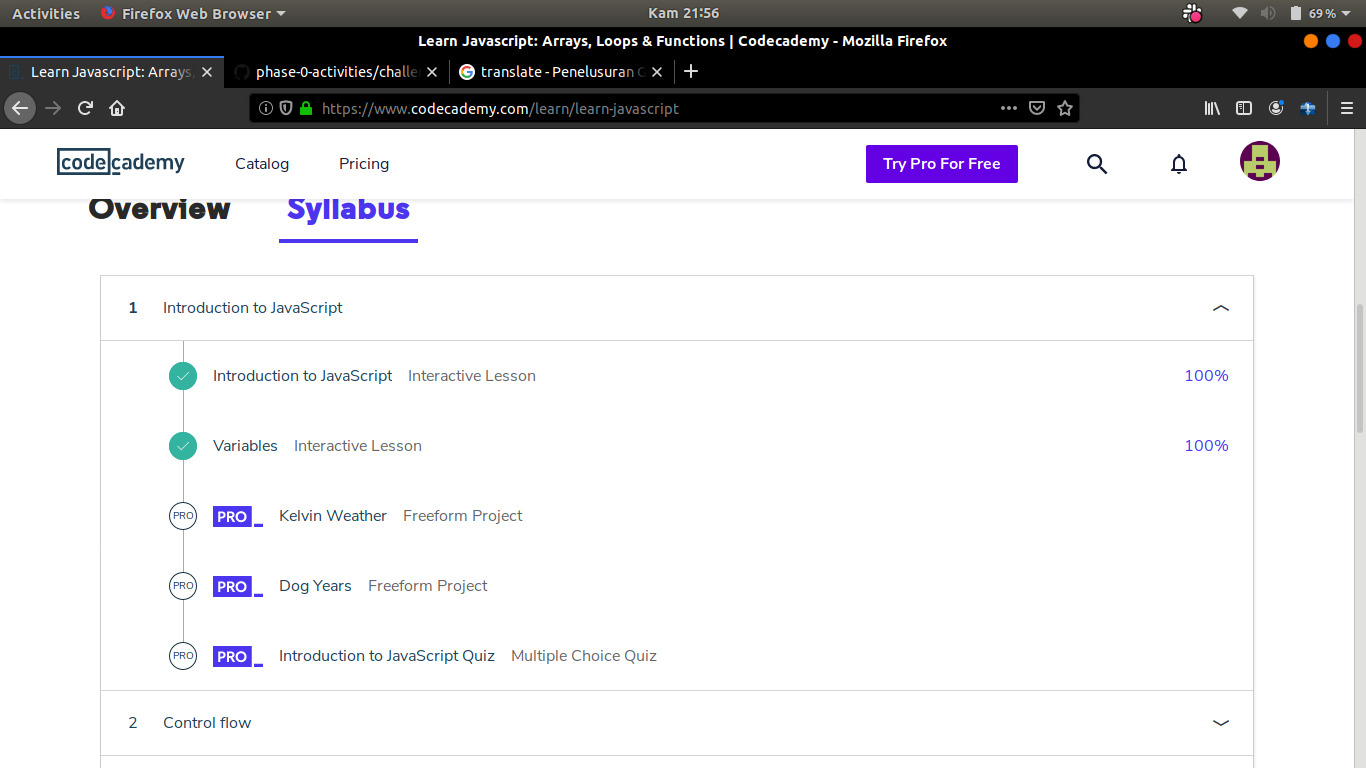 Activities Firefox Web Browser Kam 21:56 69%
Learn Javascript: Arrays, Loops & Functions | Codecademy - Mozilla Firefox
Learn Javascript: Arrays, phase-0-activities/challe translate - Penelusuran G
https://www.codecademy.com/learn/learn-javascript
codecademy Catalog Pricing Try Pro For Free
Overview Syllabus
1 Introduction to JavaScript
Introduction to JavaScript Interactive Lesson 100%
Variables Interactive Lesson 100%
PRO PRO Kelvin Weather Freeform Project
PRO PRO Dog Years Freeform Project
PRO PRO Introduction to JavaScript Quiz Multiple Choice Quiz
2 Control flow